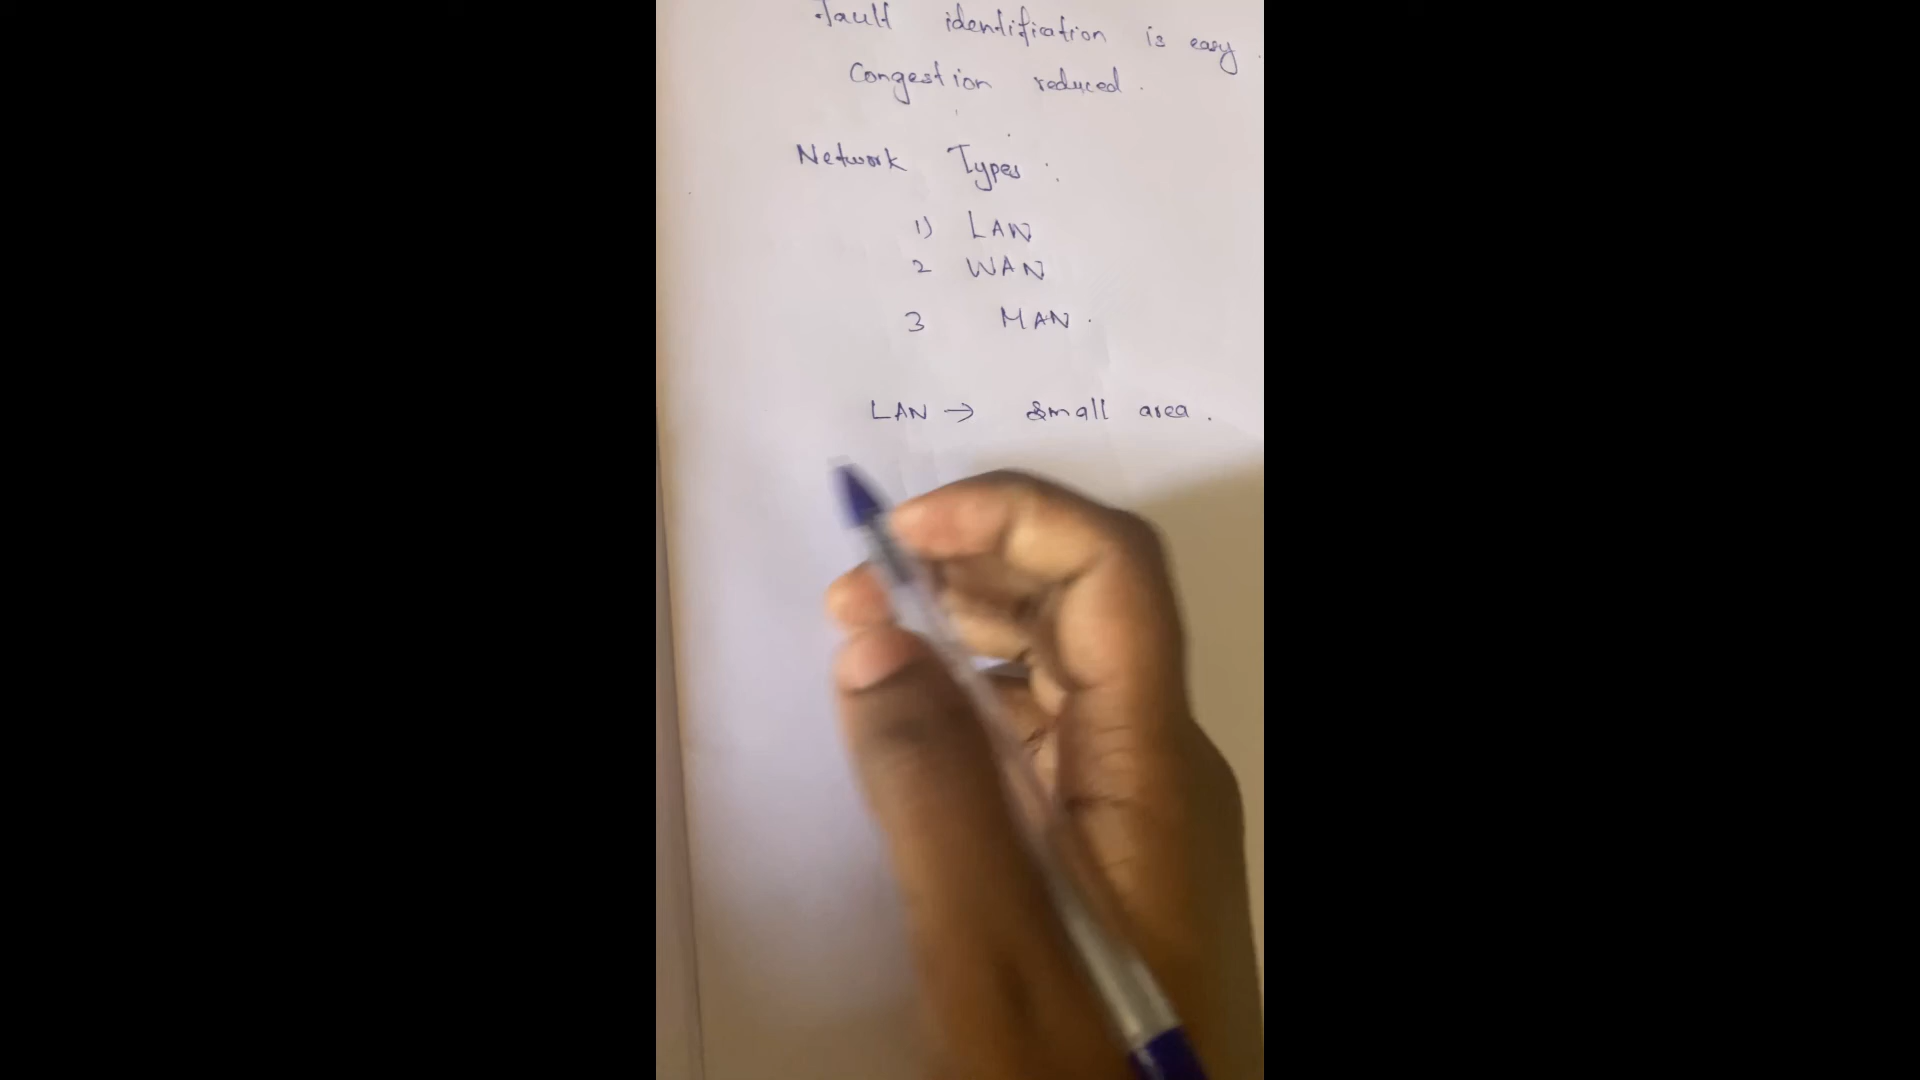 Fault identification is easy.
Congestion reduced.
Network Types:
1) LAN
2 WAN
3 MAN.
LAN → Small area.